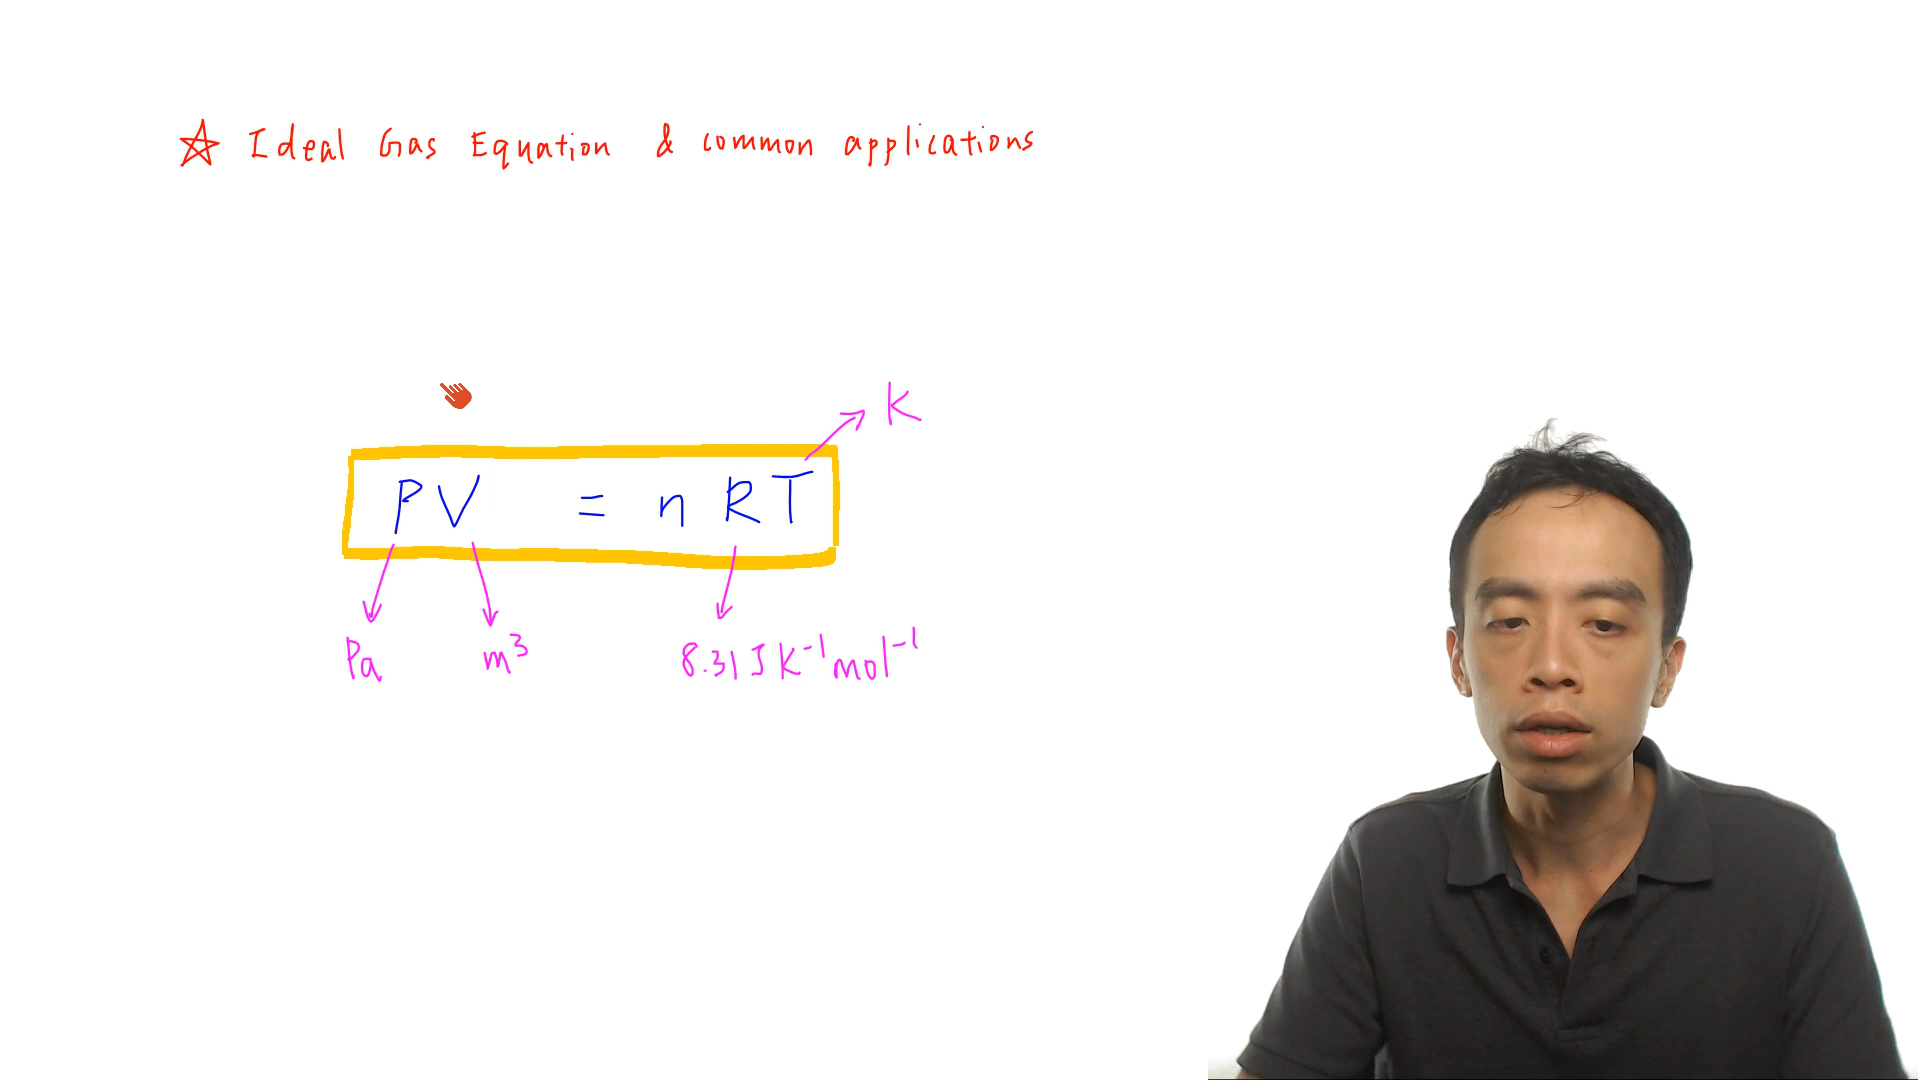 ☆ Ideal Gas Equation & common applications
K
PV = nRT
Pa m³ 8.31 J K⁻¹ mol⁻¹